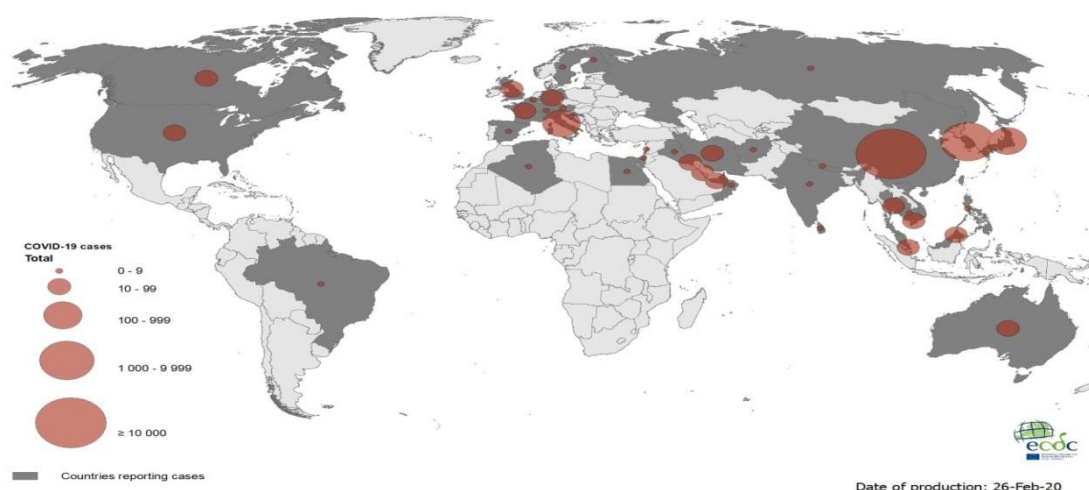 COVID-19 cases
Total
0 - 9
10 - 99
100 - 999
1 000 - 9 999
≥ 10 000
Countries reporting cases
ecdc
Date of production: 26-Feb-20